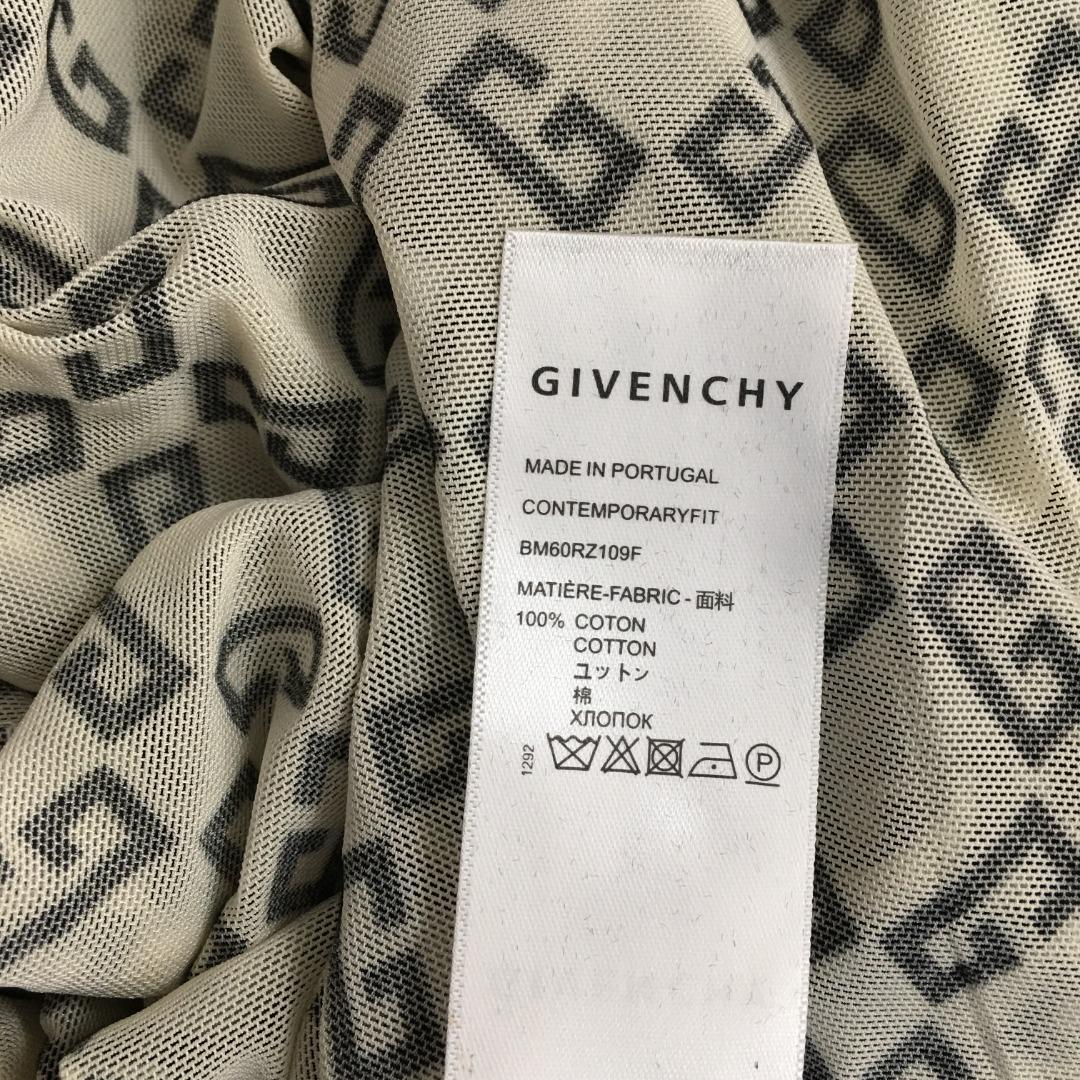 GIVENCHY
MADE IN PORTUGAL
CONTEMPORARYFIT
BM60RZ109F
MATIÈRE-FABRIC - 面料
100% COTON
COTTON
ユットン
棉
ХЛОПОК
1292
P